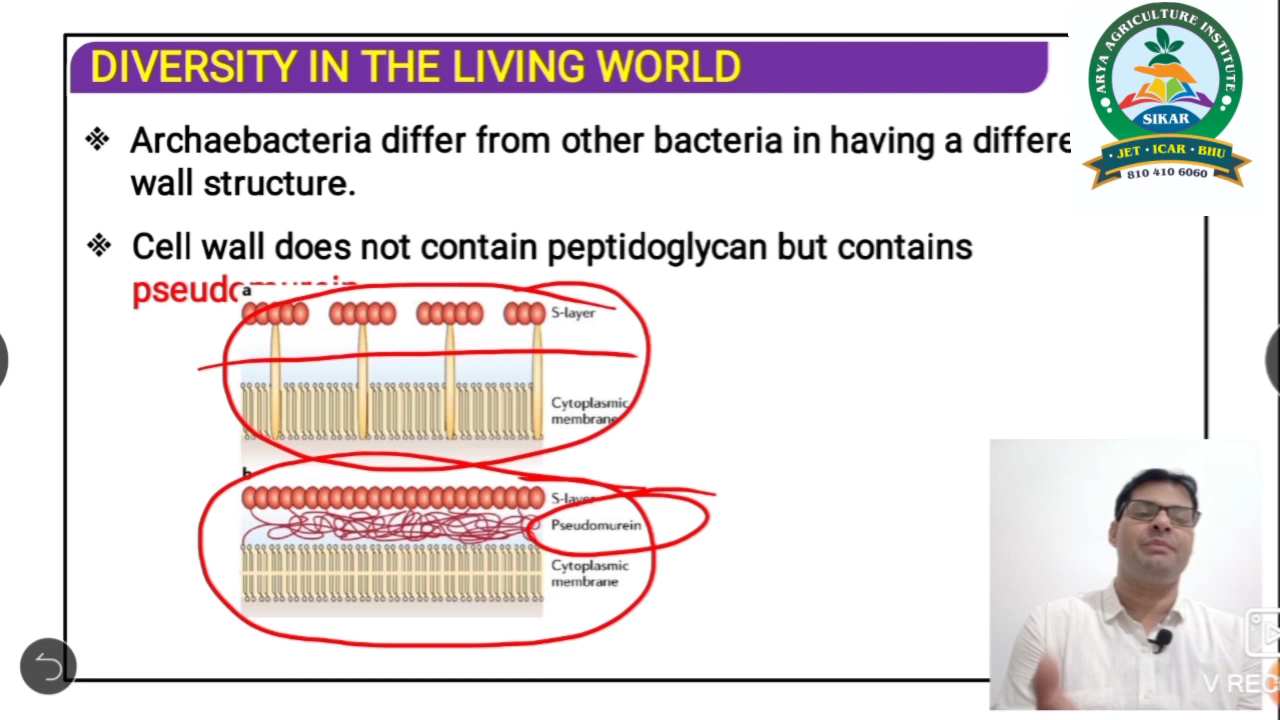 DIVERSITY IN THE LIVING WORLD
ARYA AGRICULTURE INSTITUTE
SIKAR
· JET · ICAR · BHU
810 410 6060
❖ Archaebacteria differ from other bacteria in having a differe
wall structure.
❖ Cell wall does not contain peptidoglycan but contains
a
S-layer
Cytoplasmic
membrane
b
S-layer
Pseudomurein
Cytoplasmic
membrane
V REC